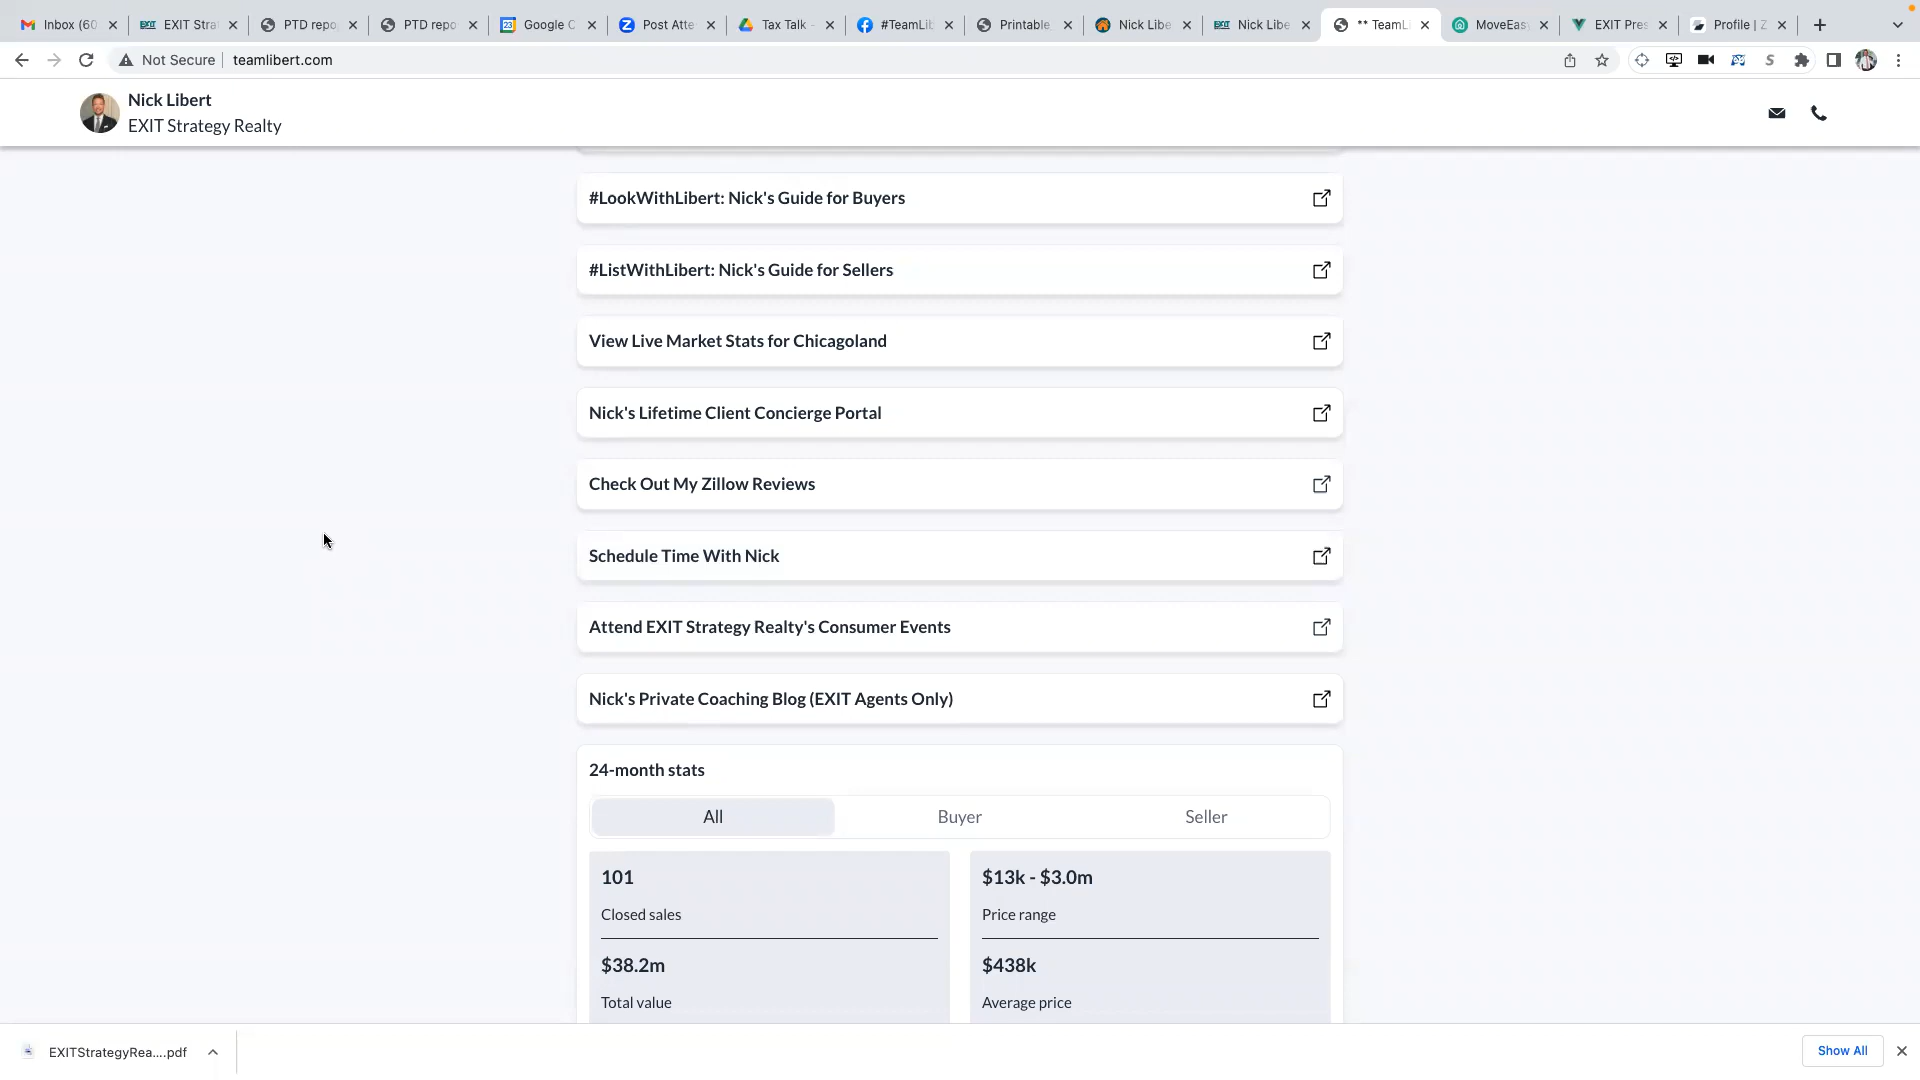 Inbox (60
EXIT Stra
PTD repo
PTD repo
Google C
Post Atte
Tax Talk -
#TeamLib
Printable
Nick Libe
Nick Libe
** TeamLi
MoveEasy
EXIT Pres
Profile | Z
Not Secure
teamlibert.com
Nick Libert
EXIT Strategy Realty
#LookWithLibert: Nick's Guide for Buyers
#ListWithLibert: Nick's Guide for Sellers
View Live Market Stats for Chicagoland
Nick's Lifetime Client Concierge Portal
Check Out My Zillow Reviews
Schedule Time With Nick
Attend EXIT Strategy Realty's Consumer Events
Nick's Private Coaching Blog (EXIT Agents Only)
24-month stats
All
Buyer
Seller
101
Closed sales
$13k - $3.0m
Price range
$38.2m
Total value
$438k
Average price
EXITStrategyRea....pdf
Show All